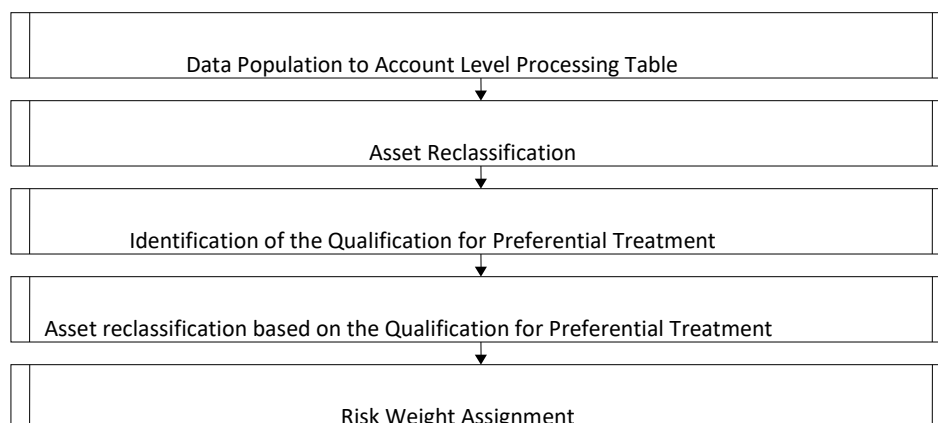 Data Population to Account Level Processing Table
Asset Reclassification
Identification of the Qualification for Preferential Treatment
Asset reclassification based on the Qualification for Preferential Treatment
Risk Weight Assignment